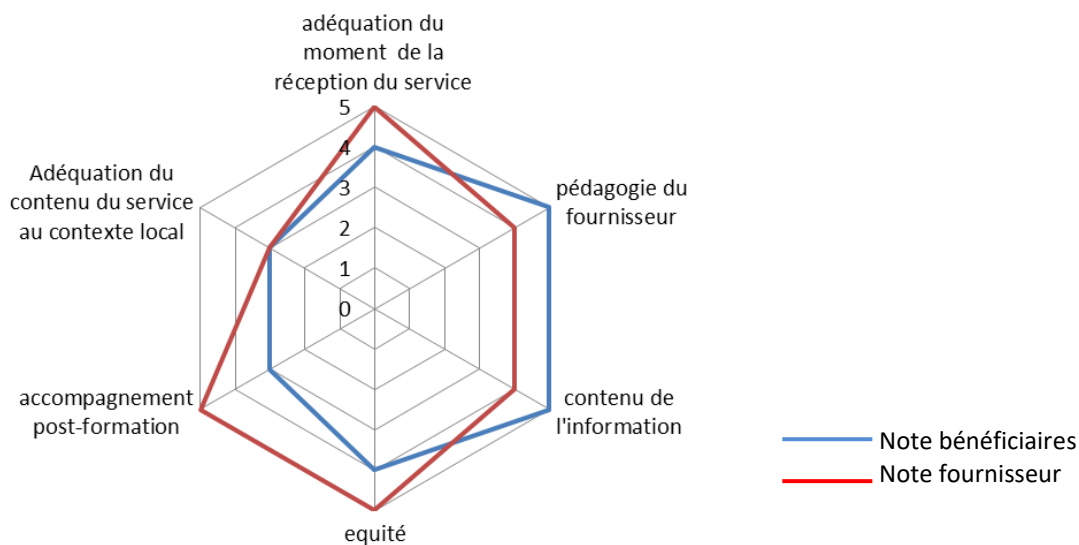 adéquation du
moment de la
réception du service
5
4
3
2
1
0
pédagogie du
fournisseur
contenu de
l'information
equité
accompagnement
post-formation
Adéquation du
contenu du service
au contexte local
Note bénéficiaires
Note fournisseur